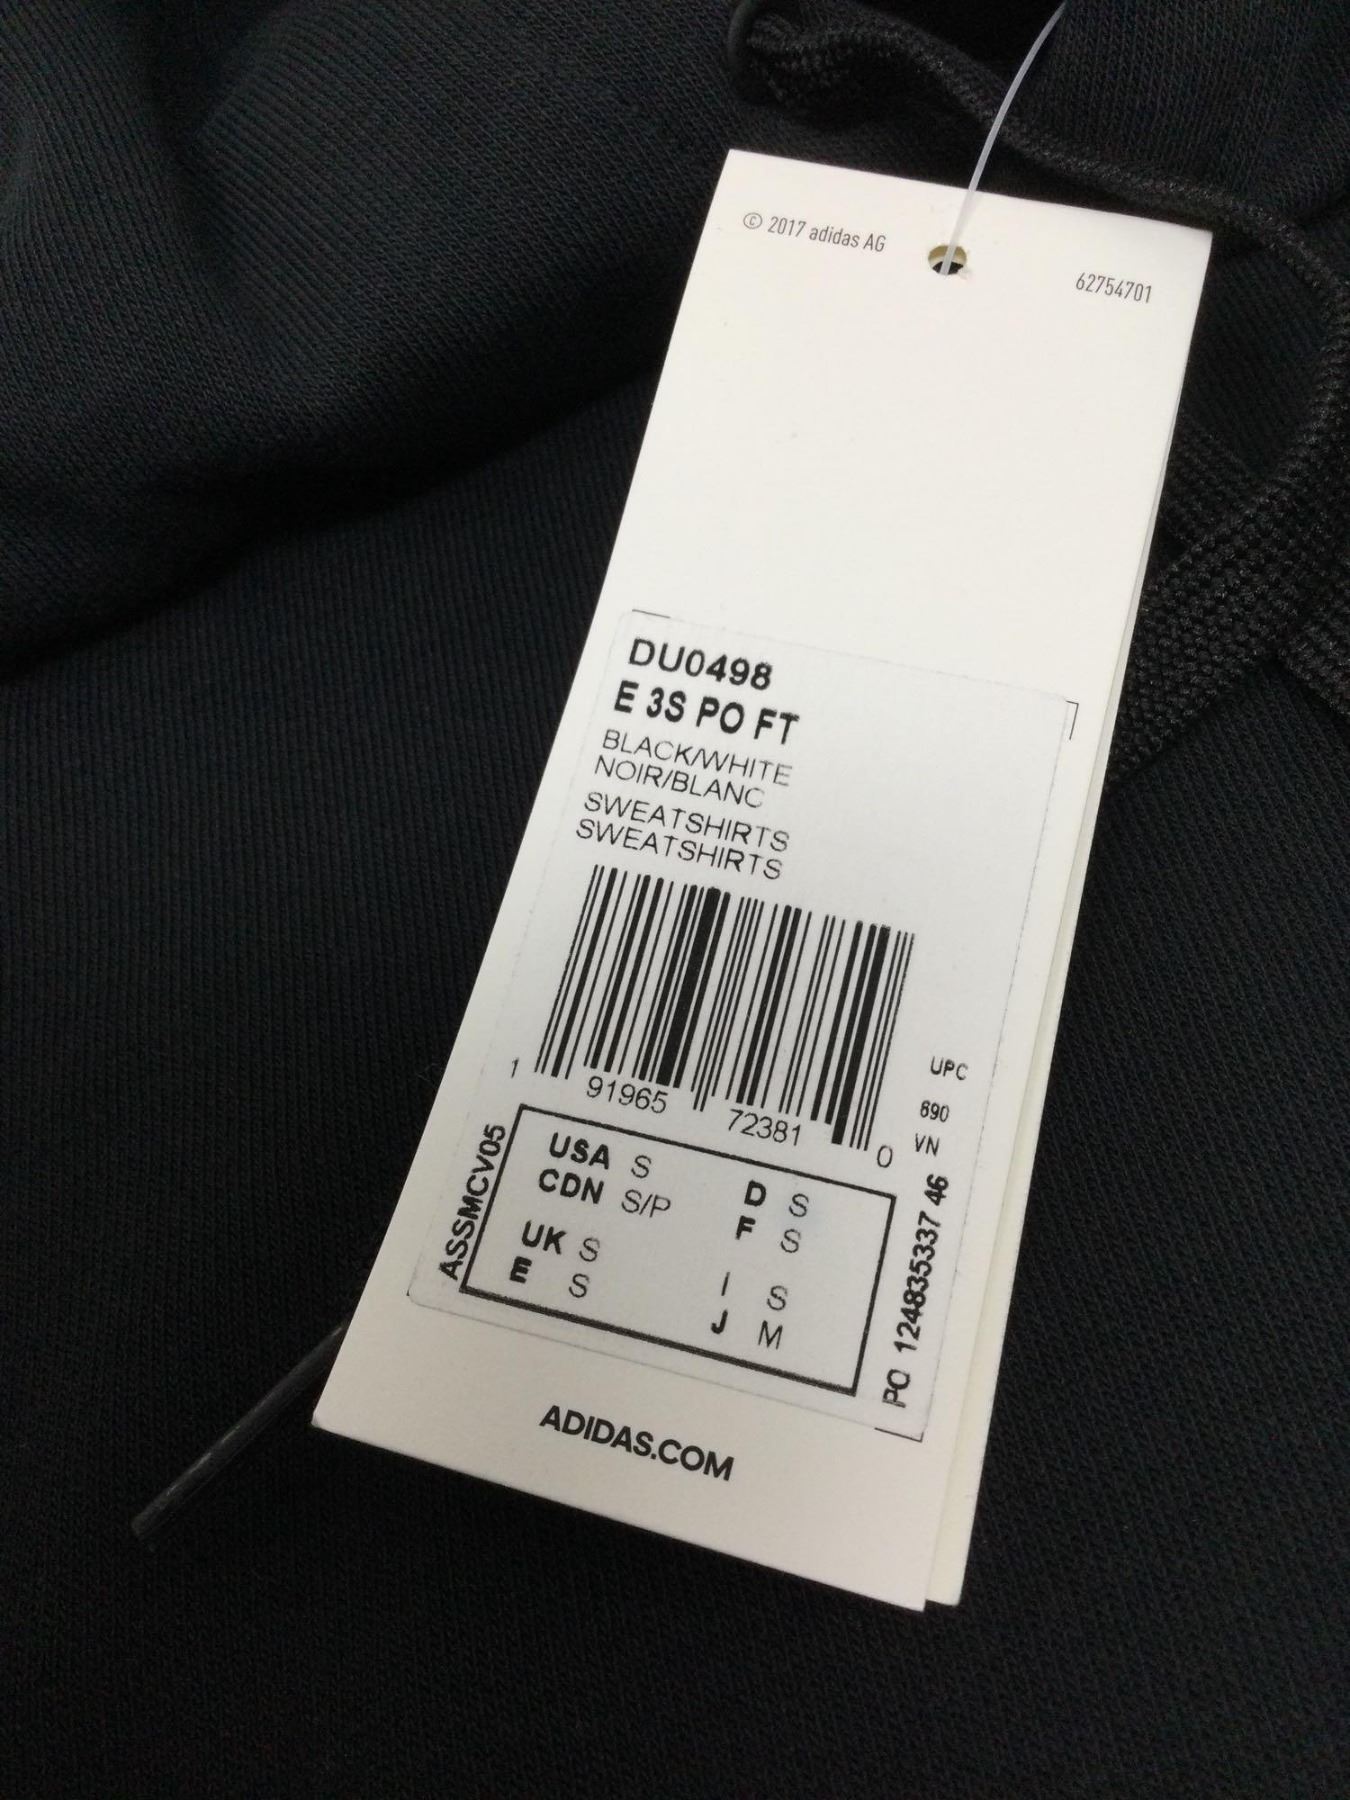 © 2017 adidas AG
62754701
DU0498
E 3S PO FT
BLACK/WHITE
NOIR/BLANC
SWEATSHIRTS
SWEATSHIRTS
1 91965 72381 0
UPC
690
VN
ASSMCV05
USA S
CDN S/P
UK S
E S
D S
F S
I S
J M
PO 124835337 46
ADIDAS.COM